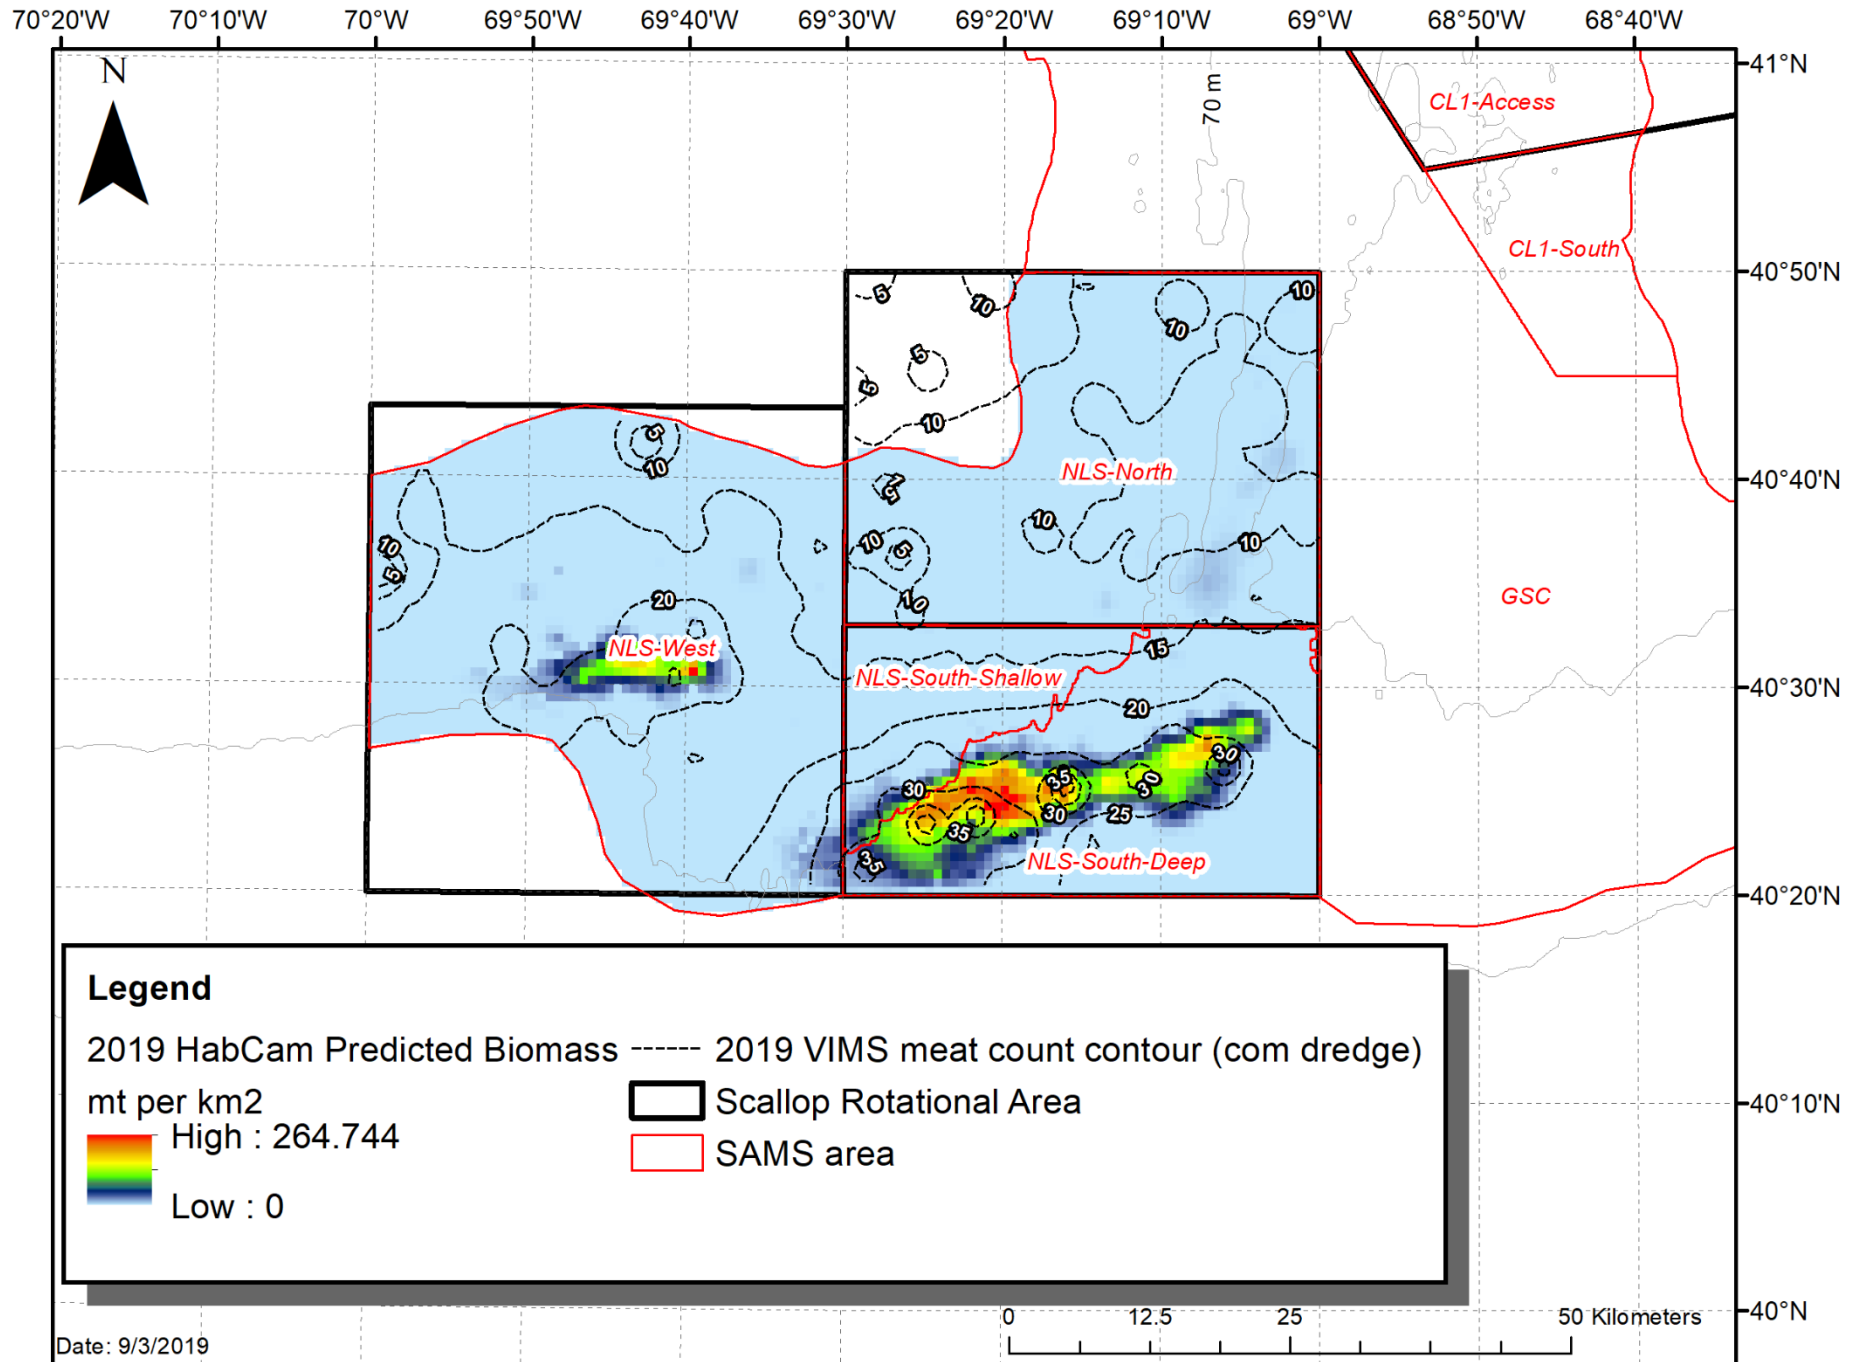 70°20'W 70°10'W 70°0'W 69°50'W 69°40'W 69°30'W 69°20'W 69°10'W 69°0'W 68°50'W 68°40'W
41°N
N
70 m
CL1-Access
CL1-South
40°50'N
10
5
10
10
5
5
10
5
10
NLS-North
40°40'N
10
5
10
10
10
5
10
5
10
GSC
20
NLS-West
15
NLS-South-Shallow
40°30'N
20
30
35
30
30
30
25
35
35
NLS-South-Deep
40°20'N
Legend
2019 HabCam Predicted Biomass
mt per km2
High : 264.744
Low : 0
2019 VIMS meat count contour (com dredge)
Scallop Rotational Area
SAMS area
40°10'N
40°N
0 12.5 25 50 Kilometers
Date: 9/3/2019